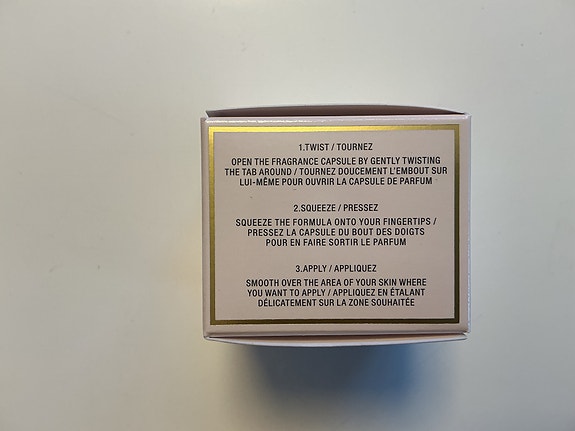 1.TWIST / TOURNEZ
OPEN THE FRAGRANCE CAPSULE BY GENTLY TWISTING
THE TAB AROUND / TOURNEZ DOUCEMENT L'EMBOUT SUR
LUI-MÊME POUR OUVRIR LA CAPSULE DE PARFUM
2.SQUEEZE / PRESSEZ
SQUEEZE THE FORMULA ONTO YOUR FINGERTIPS /
PRESSEZ LA CAPSULE DU BOUT DES DOIGTS
POUR EN FAIRE SORTIR LE PARFUM
3.APPLY / APPLIQUEZ
SMOOTH OVER THE AREA OF YOUR SKIN WHERE
YOU WANT TO APPLY / APPLIQUEZ EN ÉTALANT
DÉLICATEMENT SUR LA ZONE SOUHAITÉE